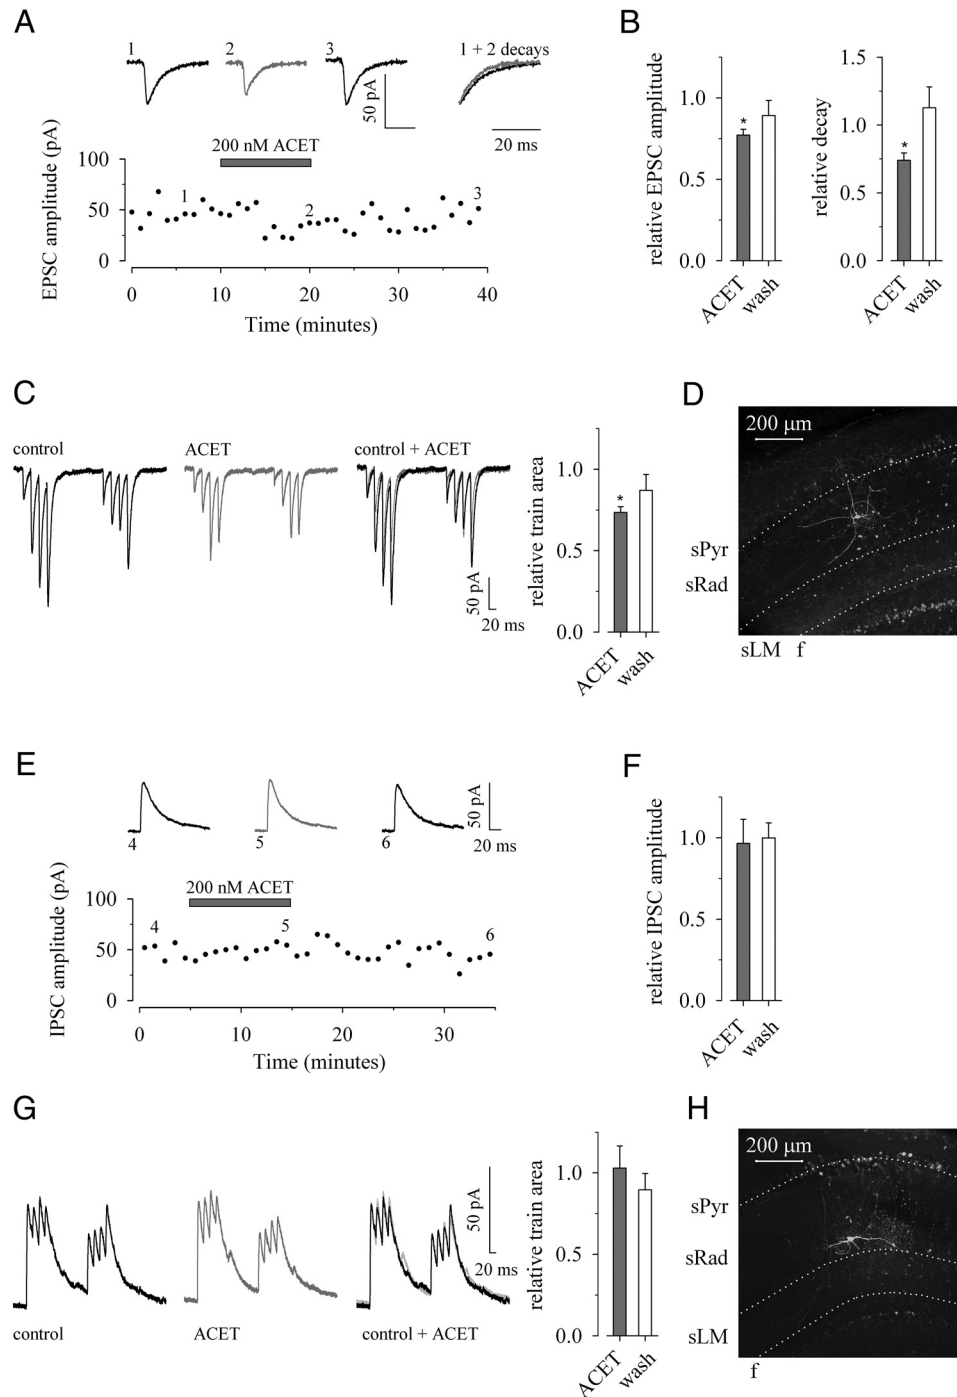 A
1
2
3
1 + 2 decays
50 pA
20 ms
200 nM ACET
EPSC amplitude (pA)
100
50
0
1
2
3
0
10
20
30
40
Time (minutes)
B
relative EPSC amplitude
1.0
0.5
0.0
*
ACET
wash
relative decay
1.5
1.0
0.5
0.0
*
ACET
wash
C
control
ACET
control + ACET
50 pA
20 ms
relative train area
1.0
0.5
0.0
*
ACET
wash
D
200 µm
sPyr
sRad
sLM f
E
4
5
6
50 pA
20 ms
200 nM ACET
IPSC amplitude (pA)
100
50
0
4
5
6
0
10
20
30
Time (minutes)
F
relative IPSC amplitude
1.0
0.5
0.0
ACET
wash
G
control
ACET
control + ACET
50 pA
20 ms
relative train area
1.0
0.5
0.0
ACET
wash
H
200 µm
sPyr
sRad
sLM
f